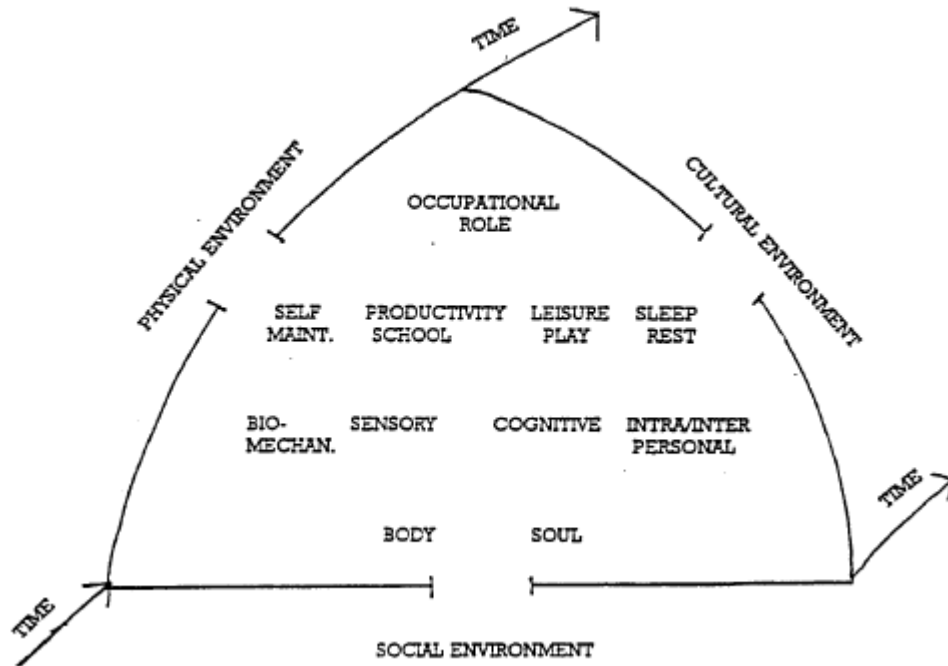 TIME
PHYSICAL ENVIRONMENT
CULTURAL ENVIRONMENT
OCCUPATIONAL
ROLE
SELF PRODUCTIVITY LEISURE SLEEP
MAINT. SCHOOL PLAY REST
BIO- SENSORY COGNITIVE INTRA/INTER
MECHAN. PERSONAL
TIME
BODY SOUL
TIME
SOCIAL ENVIRONMENT